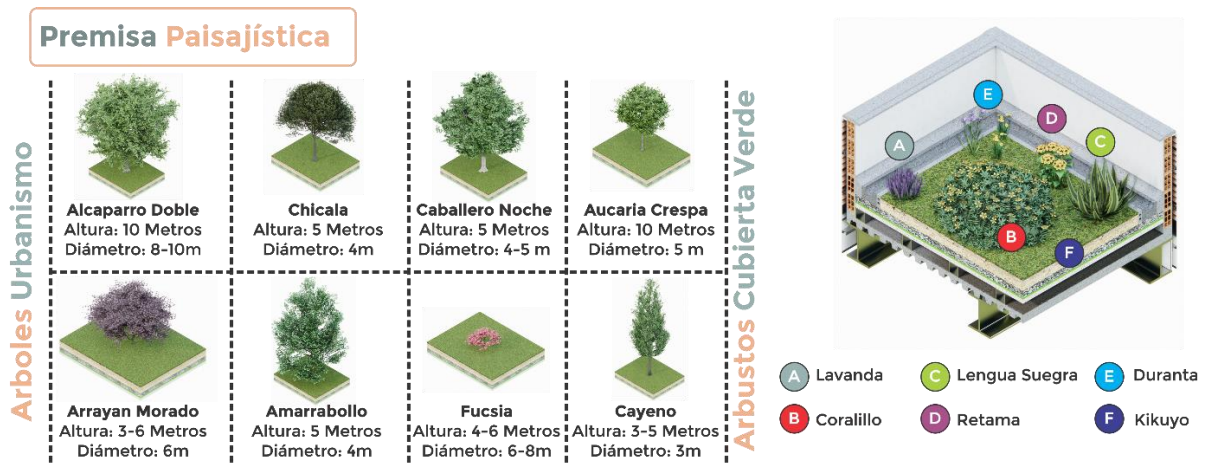 Premisa Paisajística
Arboles Urbanismo
Alcaparro Doble
Altura: 10 Metros
Diámetro: 8-10m
Chicala
Altura: 5 Metros
Diámetro: 4m
Caballero Noche
Altura: 5 Metros
Diámetro: 4-5 m
Aucaria Crespa
Altura: 10 Metros
Diámetro: 5 m
Arrayan Morado
Altura: 3-6 Metros
Diámetro: 6m
Amarrabollo
Altura: 5 Metros
Diámetro: 4m
Fucsia
Altura: 4-6 Metros
Diámetro: 6-8m
Cayeno
Altura: 3-5 Metros
Diámetro: 3m
Arbustos Cubierta Verde
E
D
A
C
B
F
A Lavanda
C Lengua Suegra
E Duranta
B Coralillo
D Retama
F Kikuyo